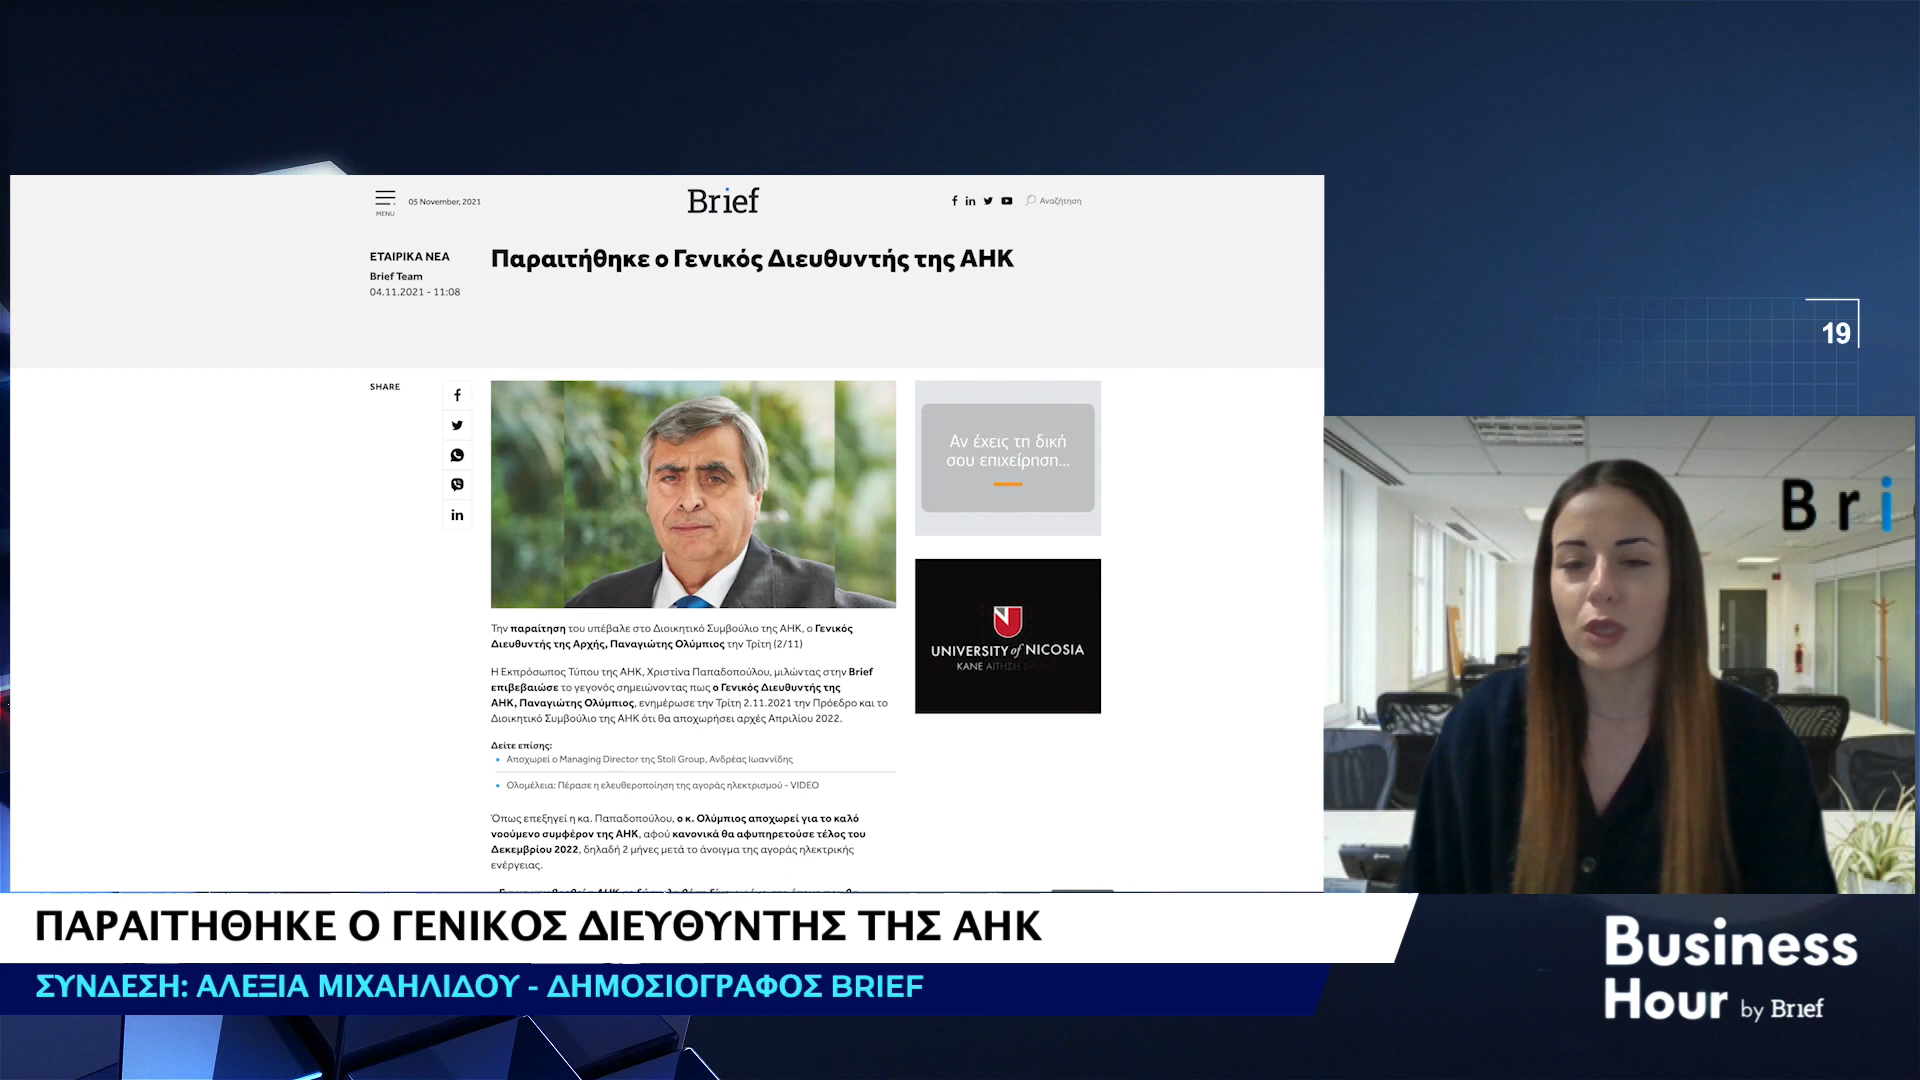 MENU
05 November, 2021
Brief
Αναζήτηση
ΕΤΑΙΡΙΚΑ ΝΕΑ
Brief Team
04.11.2021 - 11:08
Παραιτήθηκε ο Γενικός Διευθυντής της ΑΗΚ
19
SHARE
Αν έχεις τη δική
σου επιχείρηση...
UNIVERSITY of NICOSIA
ΚΑΝΕ ΑΙΤΗΣΗ
Την παραίτηση του υπέβαλε στο Διοικητικό Συμβούλιο της ΑΗΚ, ο Γενικός
Διευθυντής της Αρχής, Παναγιώτης Ολύμπιος την Τρίτη (2/11)
Η Εκπρόσωπος Τύπου της ΑΗΚ, Χριστίνα Παπαδοπούλου, μιλώντας στην Brief
επιβεβαίωσε το γεγονός σημειώνοντας πως ο Γενικός Διευθυντής της
ΑΗΚ, Παναγιώτης Ολύμπιος, ενημέρωσε την Τρίτη 2.11.2021 την Πρόεδρο και το
Διοικητικό Συμβούλιο της ΑΗΚ ότι θα αποχωρήσει αρχές Απριλίου 2022.
Δείτε επίσης:
Αποχωρεί ο Managing Director της Stoli Group, Ανδρέας Ιωαννίδης
Ολομέλεια: Πέρασε η ελευθεροποίηση της αγοράς ηλεκτρισμού - VIDEO
Όπως επεξηγεί η κα. Παπαδοπούλου, ο κ. Ολύμπιος αποχωρεί για το καλό
νοούμενο συμφέρον της ΑΗΚ, αφού κανονικά θα αφυπηρετούσε τέλος του
Δεκεμβρίου 2022, δηλαδή 2 μήνες μετά το άνοιγμα της αγοράς ηλεκτρικής
ενέργειας.
Bri
ΠΑΡΑΙΤΗΘΗΚΕ Ο ΓΕΝΙΚΟΣ ΔΙΕΥΘΥΝΤΗΣ ΤΗΣ ΑΗΚ
ΣΥΝΔΕΣΗ: ΑΛΕΞΙΑ ΜΙΧΑΗΛΙΔΟΥ - ΔΗΜΟΣΙΟΓΡΑΦΟΣ BRIEF
Business
Hour by Brief